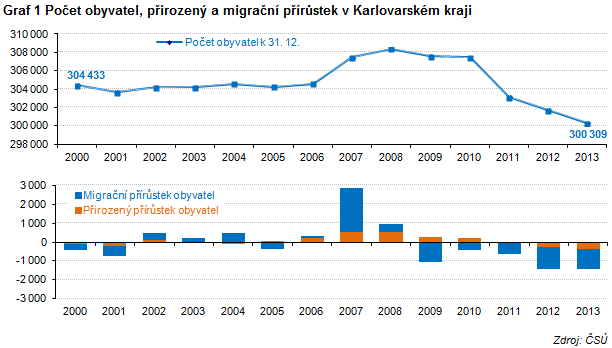 Graf 1 Počet obyvatel, přirozený a migrační přírůstek v Karlovarském kraji
310 000
308 000
306 000
304 000
302 000
300 000
298 000
Počet obyvatel k 31. 12.
304 433
300 309
2000 2001 2002 2003 2004 2005 2006 2007 2008 2009 2010 2011 2012 2013
3 000
2 000
1 000
0
-1 000
-2 000
-3 000
Migrační přírůstek obyvatel
Přirozený přírůstek obyvatel
2000 2001 2002 2003 2004 2005 2006 2007 2008 2009 2010 2011 2012 2013
Zdroj: ČSÚ